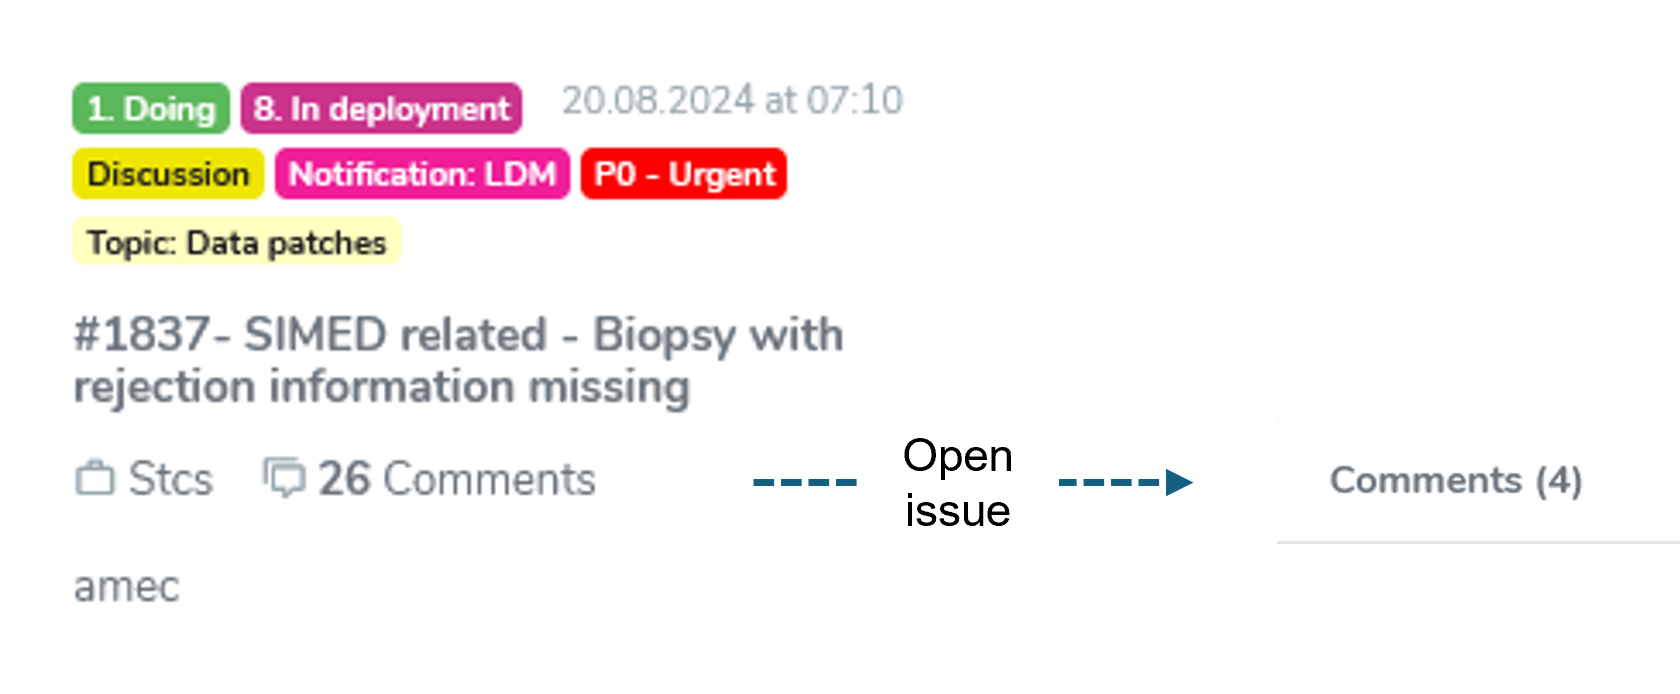 1. Doing 8. In deployment 20.08.2024 at 07:10
Discussion Notification: LDM P0 - Urgent
Topic: Data patches
#1837- SIMED related - Biopsy with
rejection information missing
Stcs 26 Comments
Open
issue
Comments (4)
amec